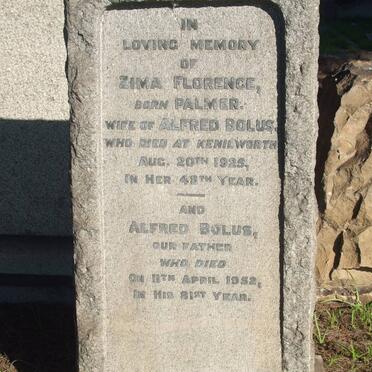 IN
LOVING MEMORY
OF
ZIMA FLORENCE,
BORN PALMER.
WIFE OF ALFRED BOLUS.
WHO DIED AT KENILWORTH
AUG. 20TH 1925,
IN HER 48TH YEAR.
AND
ALFRED BOLUS,
OUR FATHER
WHO DIED
ON 11TH APRIL 1952,
IN HIS 81ST YEAR.